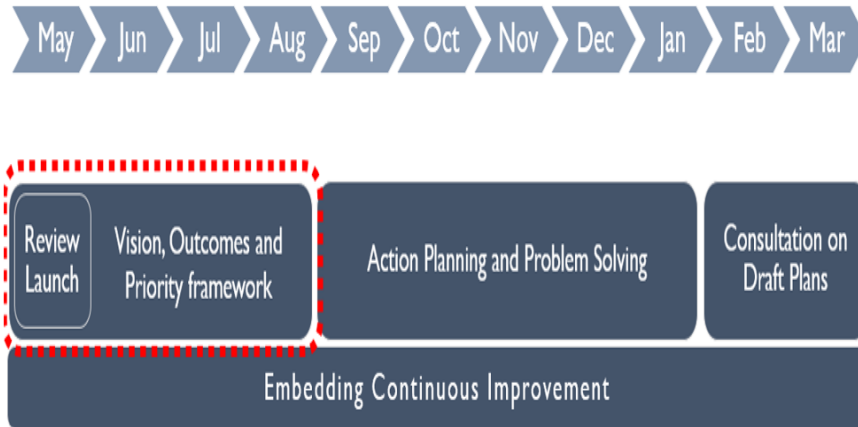 May Jun Jul Aug Sep Oct Nov Dec Jan Feb Mar
Review
Launch
Vision, Outcomes and
Priority framework
Action Planning and Problem Solving
Consultation on
Draft Plans
Embedding Continuous Improvement